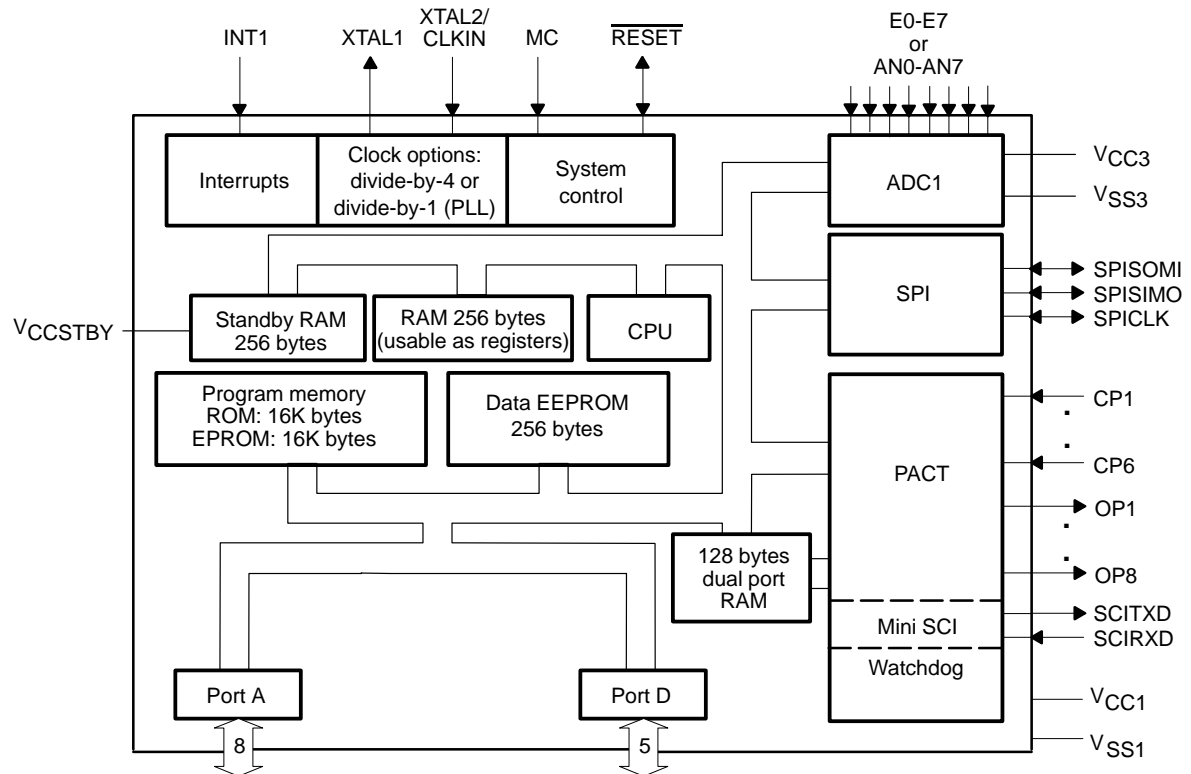 E0-E7
or
AN0-AN7
INT1
XTAL1
XTAL2/
CLKIN
MC
RESET
Interrupts
Clock options:
divide-by-4 or
divide-by-1 (PLL)
System
control
ADC1
VCC3
VSS3
SPI
SPISOMI
SPISIMO
SPICLK
VCCSTBY
Standby RAM
256 bytes
RAM 256 bytes
(usable as registers)
CPU
Program memory
ROM: 16K bytes
EPROM: 16K bytes
Data EEPROM
256 bytes
PACT
CP1
CP6
OP1
OP8
128 bytes
dual port
RAM
Mini SCI
SCITXD
SCIRXD
Watchdog
Port A
Port D
VCC1
VSS1
8
5